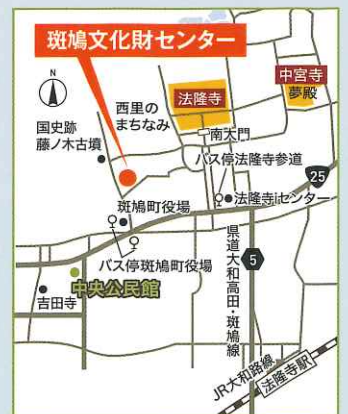 斑鳩文化財センター
N
西里の
まちなみ
法隆寺
中宮寺
夢殿
国史跡
藤ノ木古墳
南大門
バス停法隆寺参道
25
斑鳩町役場
法隆寺iセンター
バス停斑鳩町役場
中央公民館
吉田寺
県道大和高田・斑鳩線
5
JR大和路線
法隆寺駅